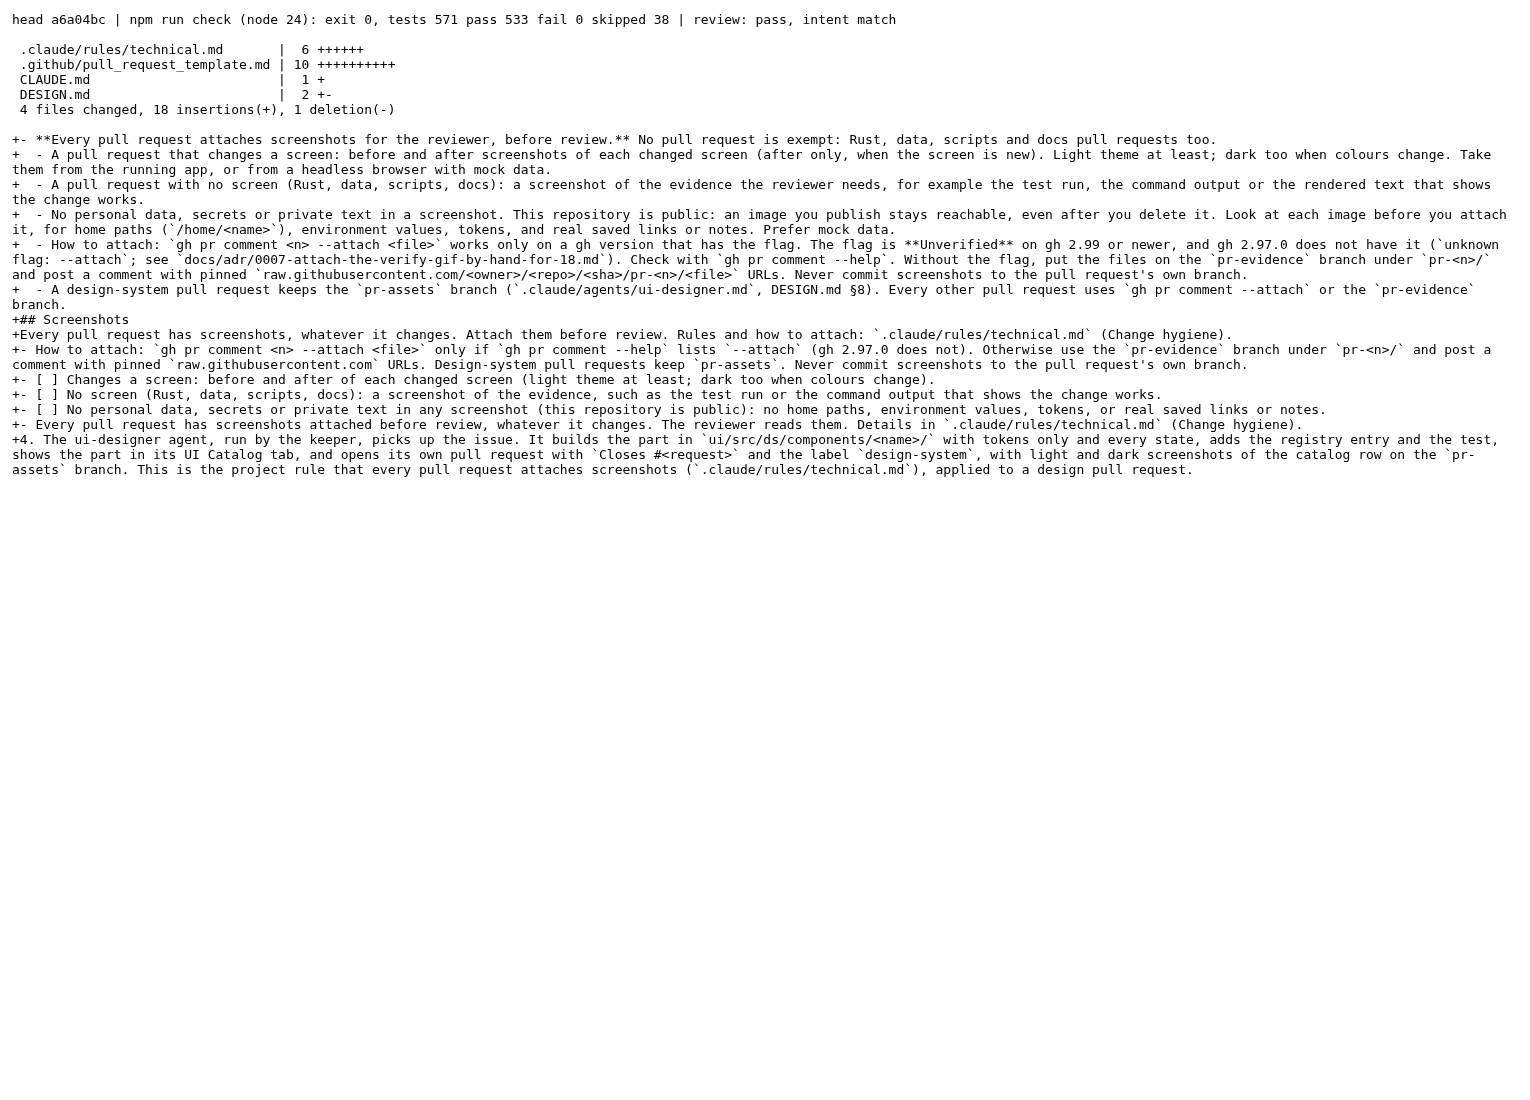 head a6a04bc | npm run check (node 24): exit 0, tests 571 pass 533 fail 0 skipped 38 | review: pass, intent match
.claude/rules/technical.md       |  6 ++++++
.github/pull_request_template.md | 10 ++++++++++
CLAUDE.md                        |  1 +
DESIGN.md                        |  2 +-
4 files changed, 18 insertions(+), 1 deletion(-)
+- **Every pull request attaches screenshots for the reviewer, before review.** No pull request is exempt: Rust, data, scripts and docs pull requests too.
+  - A pull request that changes a screen: before and after screenshots of each changed screen (after only, when the screen is new). Light theme at least; dark too when colours change. Take
them from the running app, or from a headless browser with mock data.
+  - A pull request with no screen (Rust, data, scripts, docs): a screenshot of the evidence the reviewer needs, for example the test run, the command output or the rendered text that shows
the change works.
+  - No personal data, secrets or private text in a screenshot. This repository is public: an image you publish stays reachable, even after you delete it. Look at each image before you attach
it, for home paths (`/home/<name>`), environment values, tokens, and real saved links or notes. Prefer mock data.
+  - How to attach: `gh pr comment <n> --attach <file>` works only on a gh version that has the flag. The flag is **Unverified** on gh 2.99 or newer, and gh 2.97.0 does not have it (`unknown
flag: --attach`; see `docs/adr/0007-attach-the-verify-gif-by-hand-for-18.md`). Check with `gh pr comment --help`. Without the flag, put the files on the `pr-evidence` branch under `pr-<n>/`
and post a comment with pinned `raw.githubusercontent.com/<owner>/<repo>/<sha>/pr-<n>/<file>` URLs. Never commit screenshots to the pull request's own branch.
+  - A design-system pull request keeps the `pr-assets` branch (`.claude/agents/ui-designer.md`, DESIGN.md §8). Every other pull request uses `gh pr comment --attach` or the `pr-evidence`
branch.
+## Screenshots
+Every pull request has screenshots, whatever it changes. Attach them before review. Rules and how to attach: `.claude/rules/technical.md` (Change hygiene).
+- How to attach: `gh pr comment <n> --attach <file>` only if `gh pr comment --help` lists `--attach` (gh 2.97.0 does not). Otherwise use the `pr-evidence` branch under `pr-<n>/` and post a
comment with pinned `raw.githubusercontent.com` URLs. Design-system pull requests keep `pr-assets`. Never commit screenshots to the pull request's own branch.
+- [ ] Changes a screen: before and after of each changed screen (light theme at least; dark too when colours change).
+- [ ] No screen (Rust, data, scripts, docs): a screenshot of the evidence, such as the test run or the command output that shows the change works.
+- [ ] No personal data, secrets or private text in any screenshot (this repository is public): no home paths, environment values, tokens, or real saved links or notes.
+- Every pull request has screenshots attached before review, whatever it changes. The reviewer reads them. Details in `.claude/rules/technical.md` (Change hygiene).
+4. The ui-designer agent, run by the keeper, picks up the issue. It builds the part in `ui/src/ds/components/<name>/` with tokens only and every state, adds the registry entry and the test,
shows the part in its UI Catalog tab, and opens its own pull request with `Closes #<request>` and the label `design-system`, with light and dark screenshots of the catalog row on the `pr-
assets` branch. This is the project rule that every pull request attaches screenshots (`.claude/rules/technical.md`), applied to a design pull request.